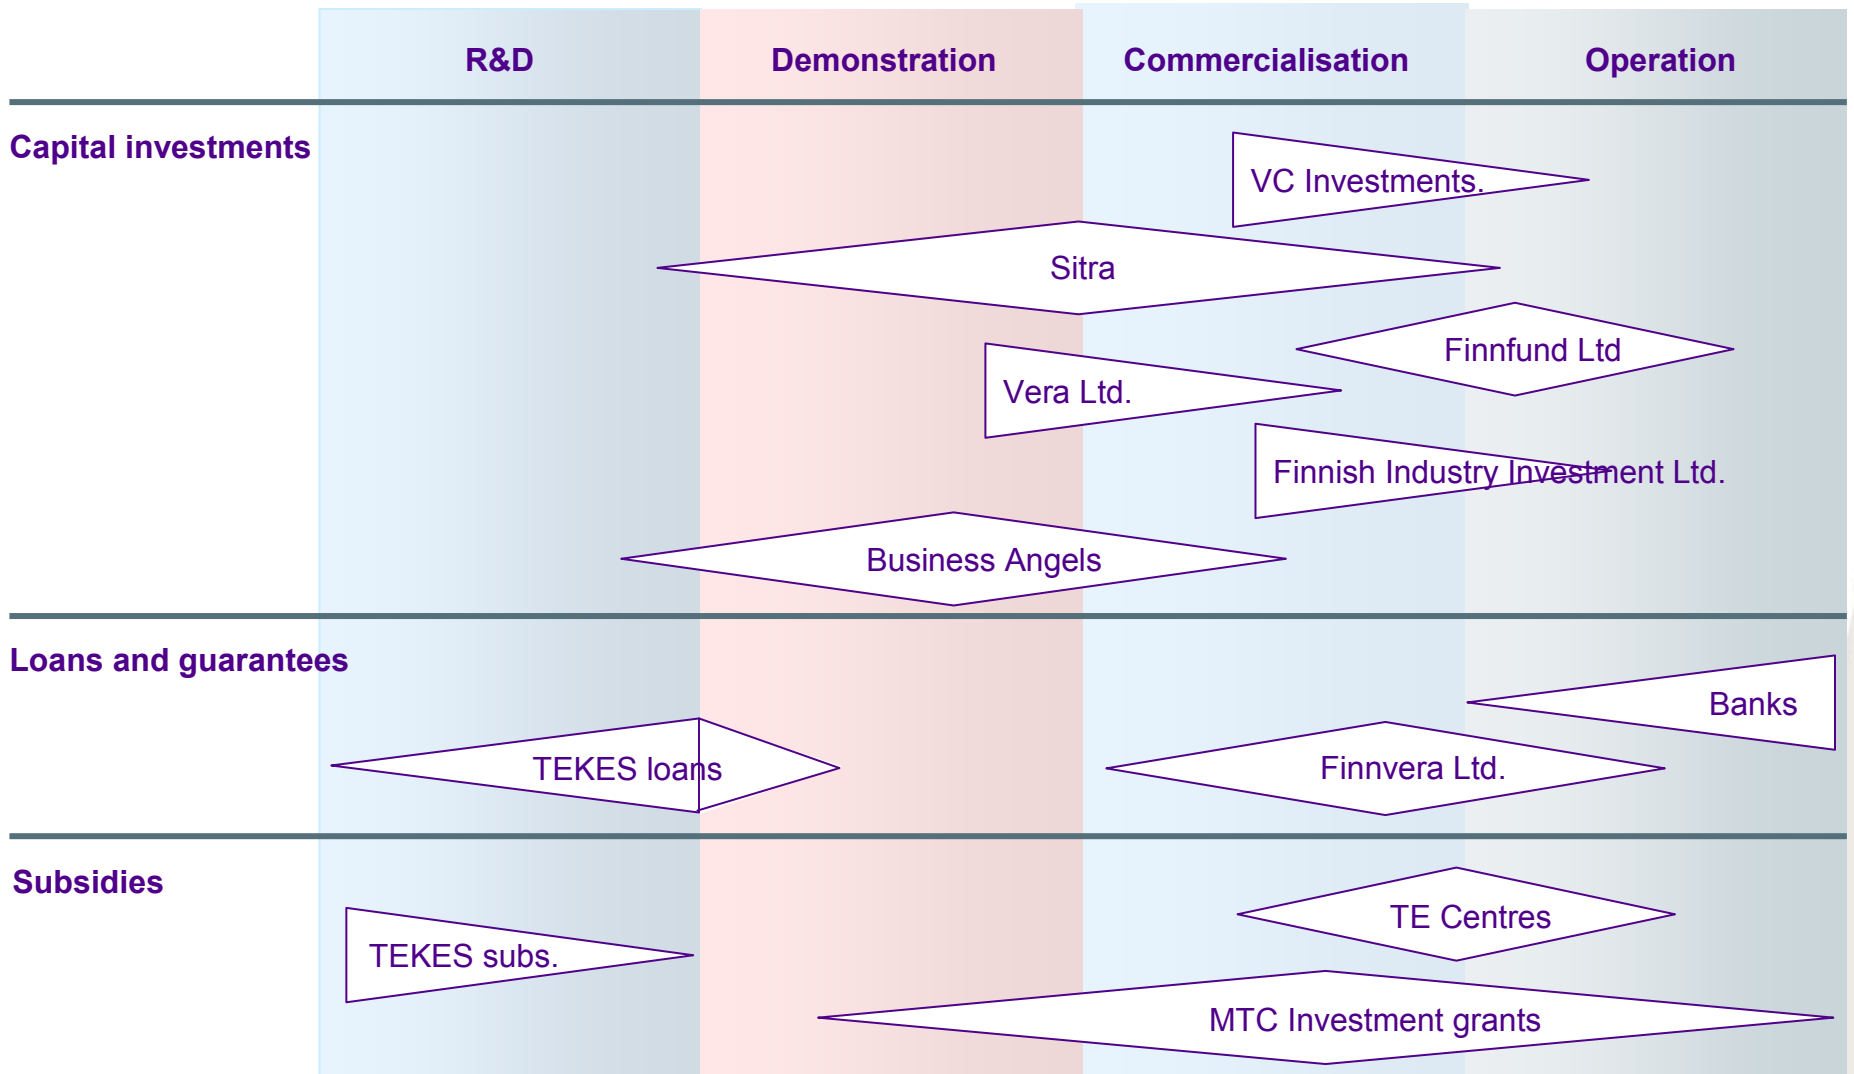 R&D
Demonstration
Commercialisation
Operation
Capital investments
VC Investments.
Sitra
Finnfund Ltd
Vera Ltd.
Finnish Industry Investment Ltd.
Business Angels
Loans and guarantees
Banks
TEKES loans
Finnvera Ltd.
Subsidies
TE Centres
TEKES subs.
MTC Investment grants